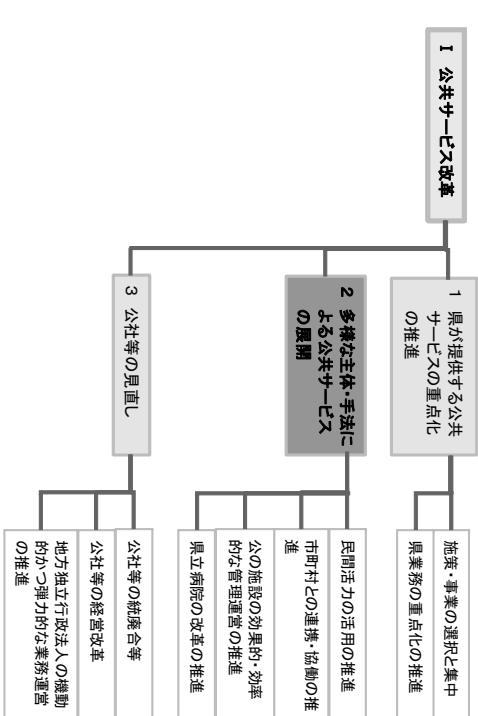 Ⅰ 公共サービス改革
1 県が提供する公共
サービスの重点化
の推進
施策・事業の選択と集中
県業務の重点化の推進
2 多様な主体・手法に
よる公共サービス
の展開
民間活力の活用の推進
市町村との連携・協働の推
進
公の施設の効果的・効率
的な管理運営の推進
県立病院の改革の推進
3 公社等の見直し
公社等の統廃合等
公社等の経営改革
地方独立行政法人の機動
的かつ弾力的な業務運営
の推進